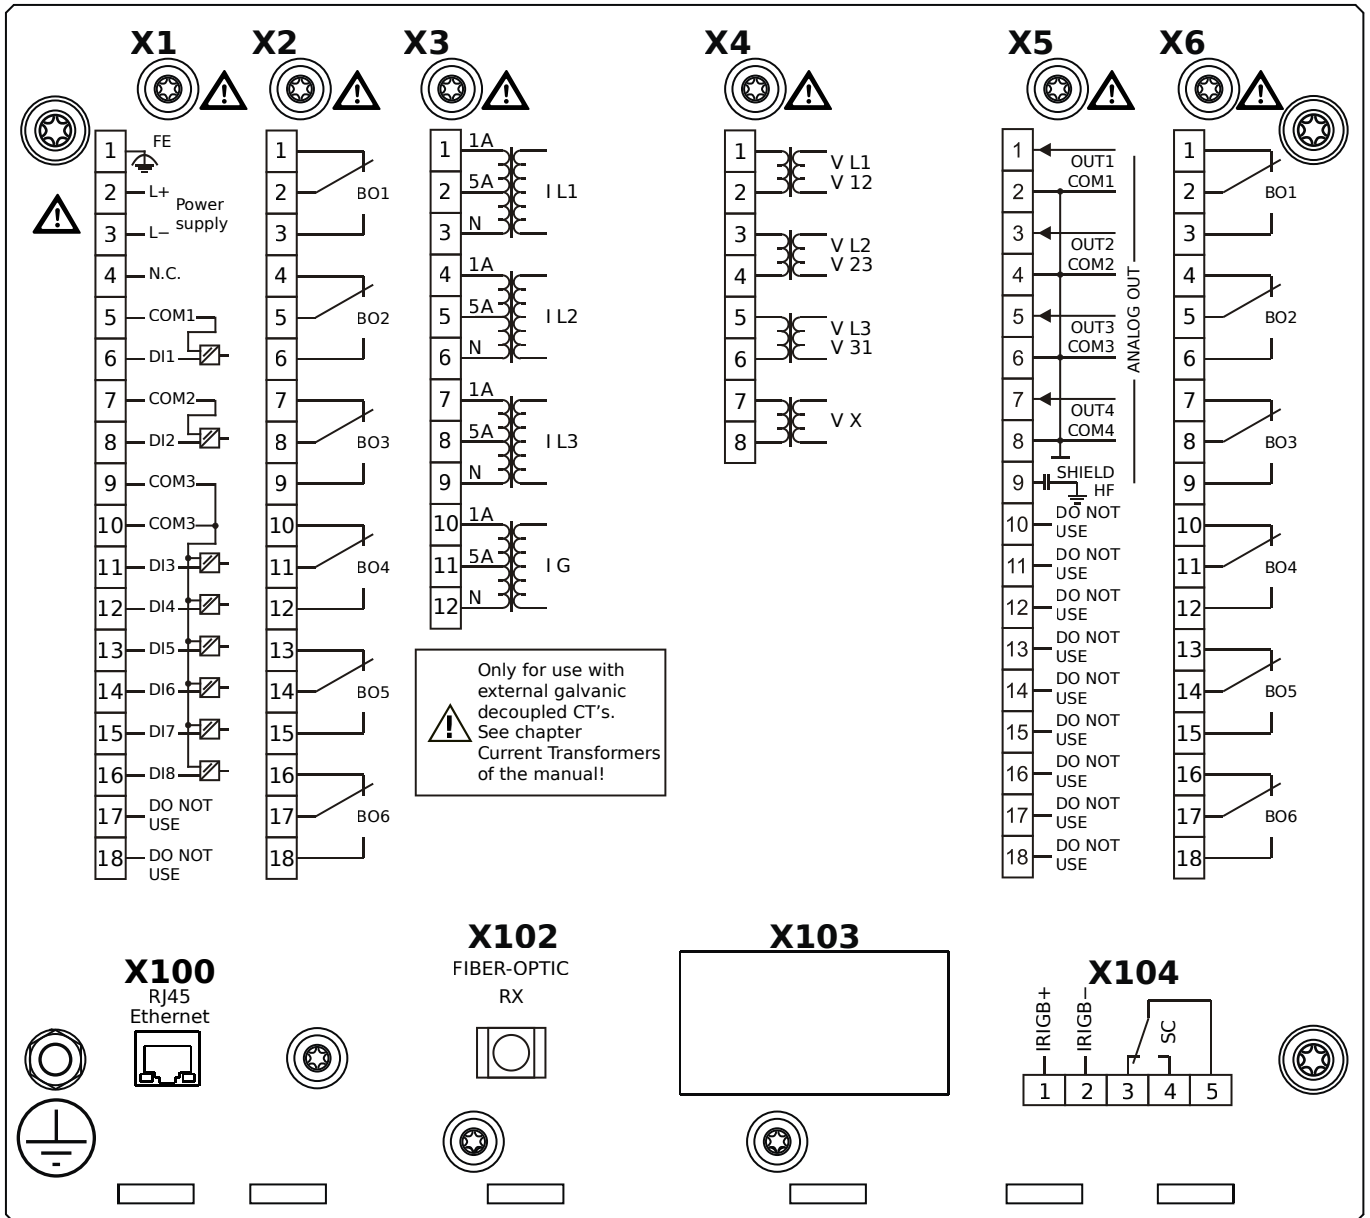 X1
X2
X3
X4
X5
X6
1 FE
2 L+
Power
supply
3 L−
4 N.C.
5 COM1
6 DI1
7 COM2
8 DI2
9 COM3
10 COM3
11 DI3
12 DI4
13 DI5
14 DI6
15 DI7
16 DI8
17 DO NOT
USE
18 DO NOT
USE
1
2 BO1
3
4
5 BO2
6
7
8 BO3
9
10
11 BO4
12
13
14 BO5
15
16
17 BO6
18
1 1A
2 5A I L1
3 N
4 1A
5 5A I L2
6 N
7 1A
8 5A I L3
9 N
10 1A
11 5A I G
12 N
Only for use with
external galvanic
decoupled CT's.
See chapter
Current Transformers
of the manual!
1 V L1
2 V 12
3 V L2
4 V 23
5 V L3
6 V 31
7 V X
8
1 OUT1
2 COM1
3 OUT2
4 COM2
5 OUT3
6 COM3
7 OUT4
8 COM4
ANALOG OUT
9 SHIELD
HF
10 DO NOT
USE
11 DO NOT
USE
12 DO NOT
USE
13 DO NOT
USE
14 DO NOT
USE
15 DO NOT
USE
16 DO NOT
USE
17 DO NOT
USE
18 DO NOT
USE
1
2 BO1
3
4
5 BO2
6
7
8 BO3
9
10
11 BO4
12
13
14 BO5
15
16
17 BO6
18
X100
RJ45
Ethernet
X102
FIBER-OPTIC
RX
X103
X104
IRIGB+
IRIGB−
SC
1 2 3 4 5